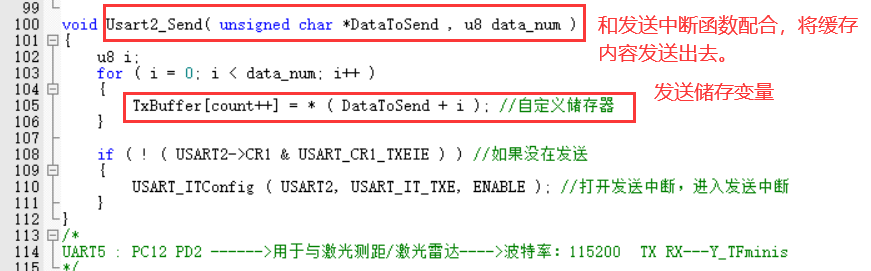 99
100 void Usart2_Send( unsigned char *DataToSend , u8 data_num )
和发送中断函数配合，将缓存
内容发送出去。
101 {
102 u8 i;
103 for ( i = 0; i < data_num; i++ )
104 {
105 TxBuffer[count++] = * ( DataToSend + i ); //自定义储存器
发送储存变量
106 }
107
108 if ( ! ( USART2->CR1 & USART_CR1_TXEIE ) ) //如果没在发送
109 {
110 USART_ITConfig ( USART2, USART_IT_TXE, ENABLE ); //打开发送中断，进入发送中断
111 }
112 }
113 /*
114 UART5 : PC12 PD2 ------>用于与激光测距/激光雷达---->波特率：115200 TX RX---Y_TFminis
115 */